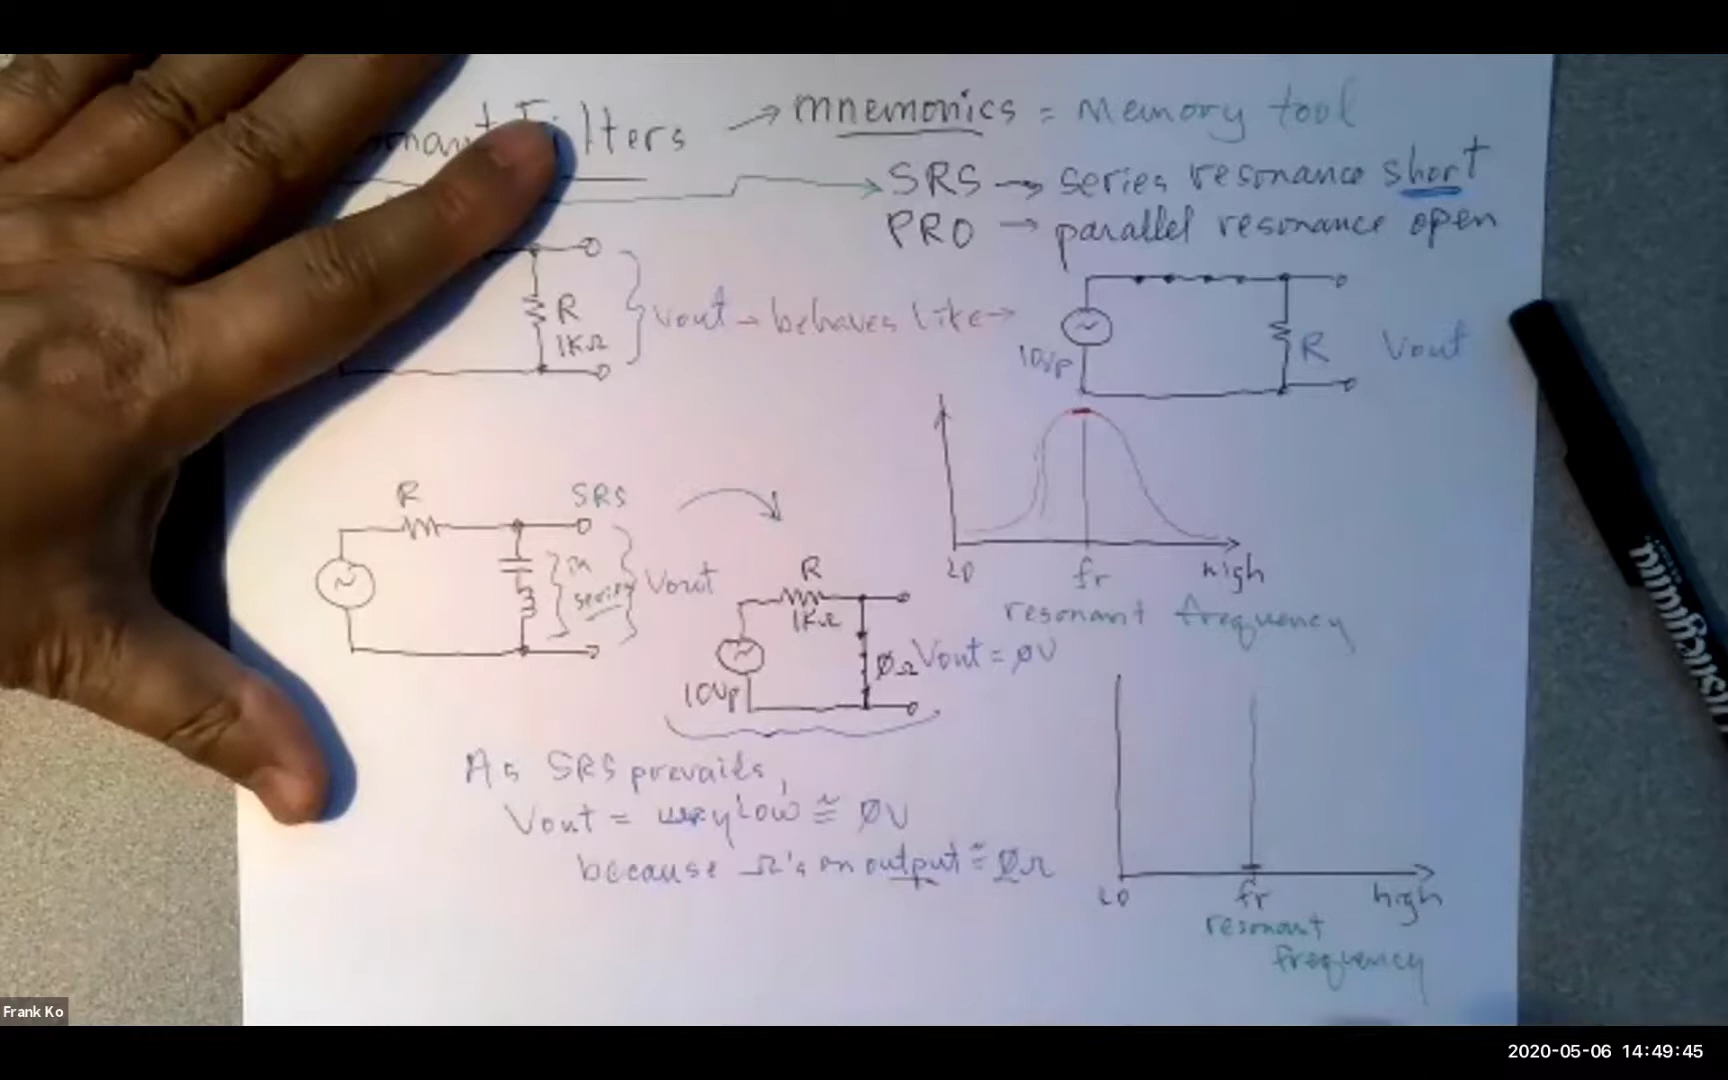 Filters → mnemonics = Memory tool
SRS → series resonance short
PRO → parallel resonance open
R
1KΩ
Vout → behaves like →
10Vp
R
Vout
R
SRS
in
series
Vout
R
1KΩ
10Vp
ØΩ
Vout = ØV
LO
fr
high
resonant frequency
As SRS prevails,
Vout = very low ≅ ØV
because Ω's on output ≅ ØΩ
LO
fr
high
resonant
frequency
Frank Ko
2020-05-06 14:49:45